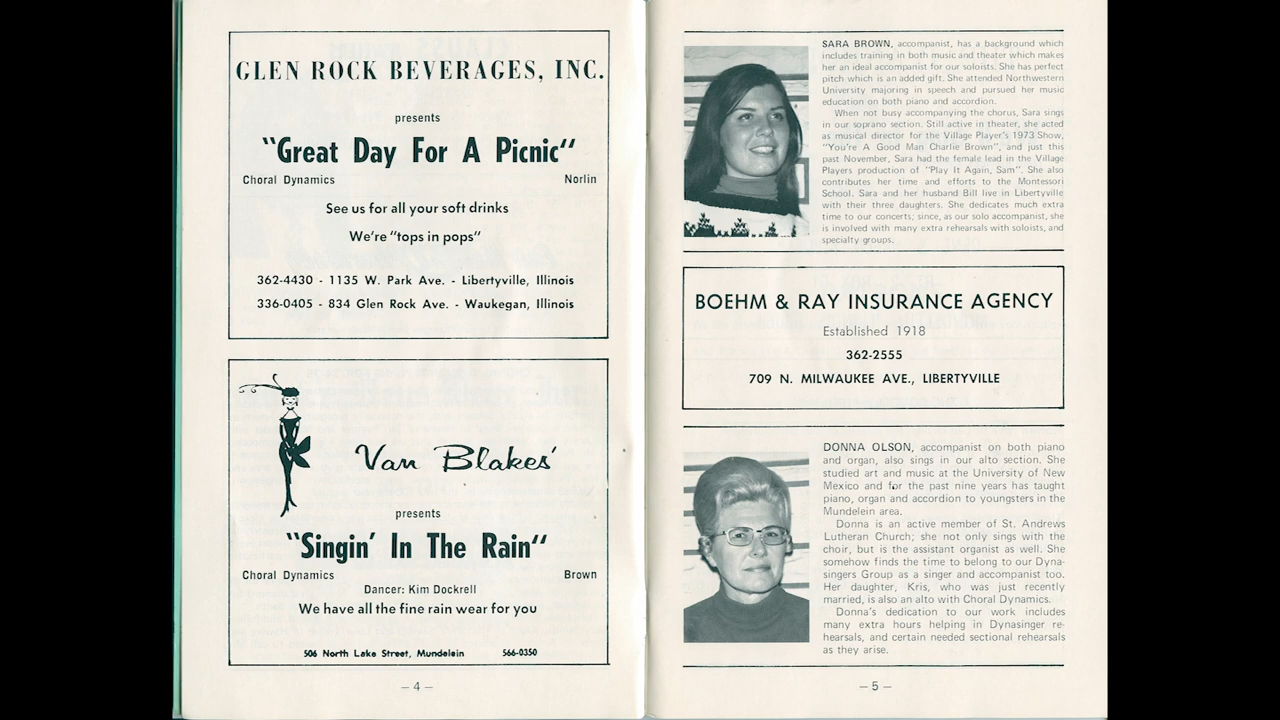 GLEN ROCK BEVERAGES, INC.
presents
"Great Day For A Picnic"
Choral Dynamics Norlin
See us for all your soft drinks
We're "tops in pops"
362-4430 - 1135 W. Park Ave. - Libertyville, Illinois
336-0405 - 834 Glen Rock Ave. - Waukegan, Illinois
Van Blakes'
presents
"Singin' In The Rain"
Choral Dynamics Brown
Dancer: Kim Dockrell
We have all the fine rain wear for you
506 North Lake Street, Mundelein 566-0350
— 4 —
SARA BROWN, accompanist, has a background which
includes training in both music and theater which makes
her an ideal accompanist for our soloists. She has perfect
pitch which is an added gift. She attended Northwestern
University majoring in speech and pursued her music
education on both piano and accordion.
When not busy accompanying the chorus, Sara sings
in our soprano section. Still active in theater, she acted
as musical director for the Village Player's 1973 Show,
"You're A Good Man Charlie Brown", and just this
past November, Sara had the female lead in the Village
Players production of "Play It Again, Sam". She also
contributes her time and efforts to the Montessori
School. Sara and her husband Bill live in Libertyville
with their three daughters. She dedicates much extra
time to our concerts; since, as our solo accompanist, she
is involved with many extra rehearsals with soloists, and
specialty groups.
BOEHM & RAY INSURANCE AGENCY
Established 1918
362-2555
709 N. MILWAUKEE AVE., LIBERTYVILLE
DONNA OLSON, accompanist on both piano
and organ, also sings in our alto section. She
studied art and music at the University of New
Mexico and for the past nine years has taught
piano, organ and accordion to youngsters in the
Mundelein area.
Donna is an active member of St. Andrews
Lutheran Church; she not only sings with the
choir, but is the assistant organist as well. She
somehow finds the time to belong to our Dyna-
singers Group as a singer and accompanist too.
Her daughter, Kris, who was just recently
married, is also an alto with Choral Dynamics.
Donna's dedication to our work includes
many extra hours helping in Dynasinger re-
hearsals, and certain needed sectional rehearsals
as they arise.
— 5 —